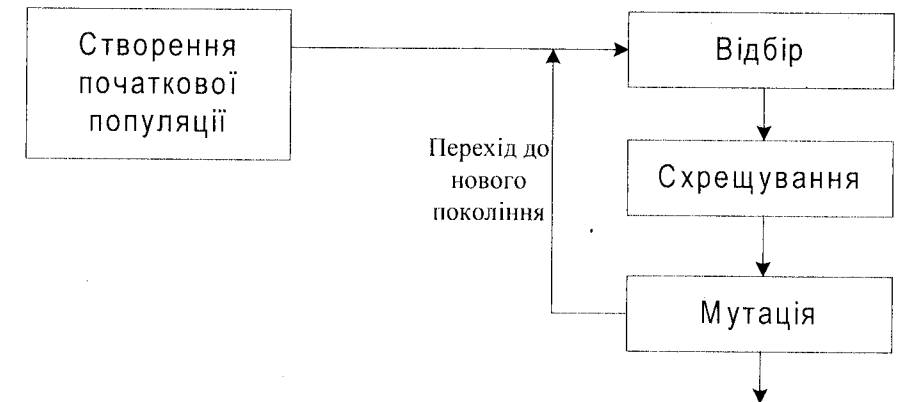 Створення
початкової
популяції
Відбір
Перехід до
нового
покоління
Схрещування
Мутація